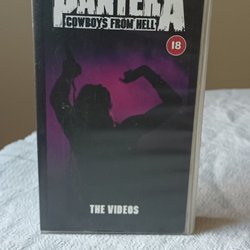 PANTERA
COWBOYS FROM HELL
18
THE VIDEOS